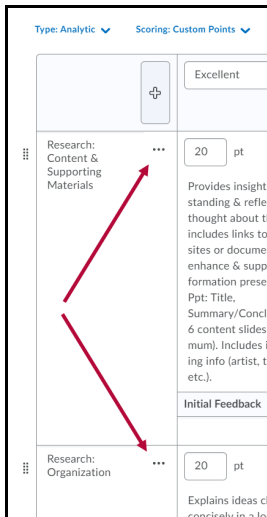 Type: Analytic Scoring: Custom Points
Excellent
Research:
Content &
Supporting
Materials
20 pt
Provides insight
standing & refle
thought about t
includes links to
sites or docume
enhance & supp
formation prese
Ppt: Title,
Summary/Concl
6 content slides
mum). Includes i
ing info (artist, t
etc.).
Initial Feedback
Research:
Organization
20 pt
Explains ideas c
concisely in a lo